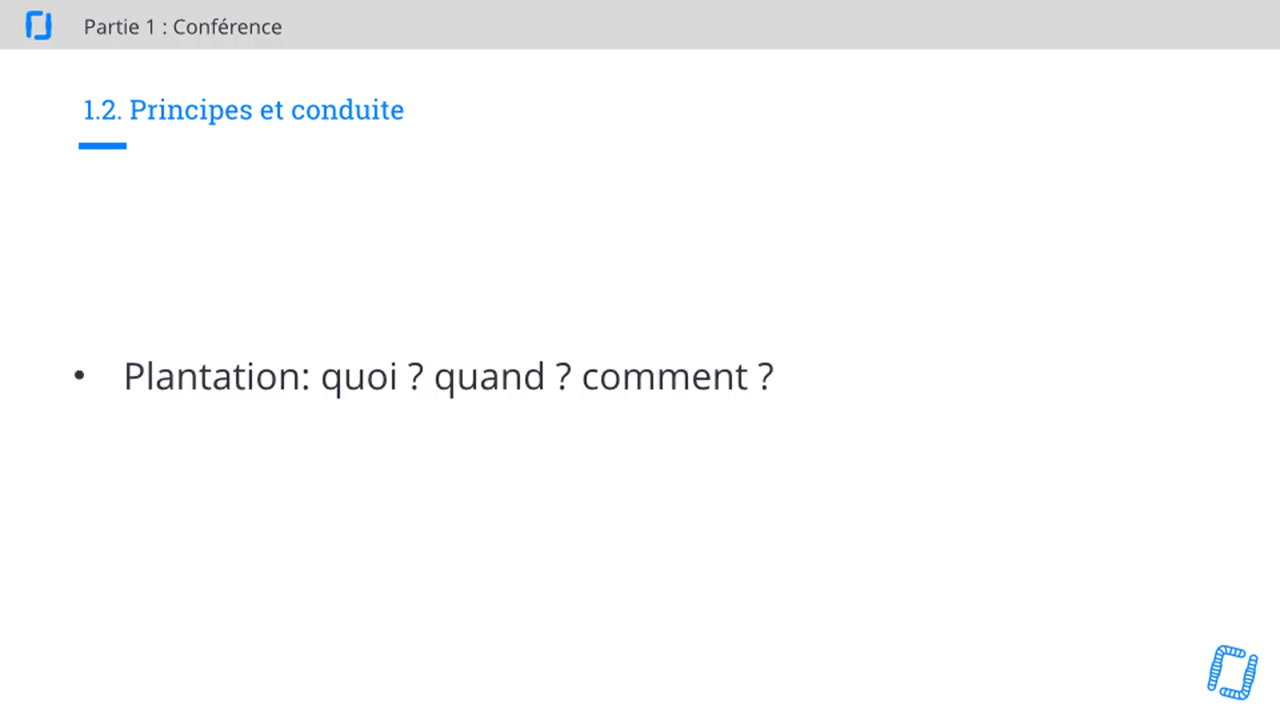 Partie 1 : Conférence
1.2. Principes et conduite
• Plantation: quoi ? quand ? comment ?